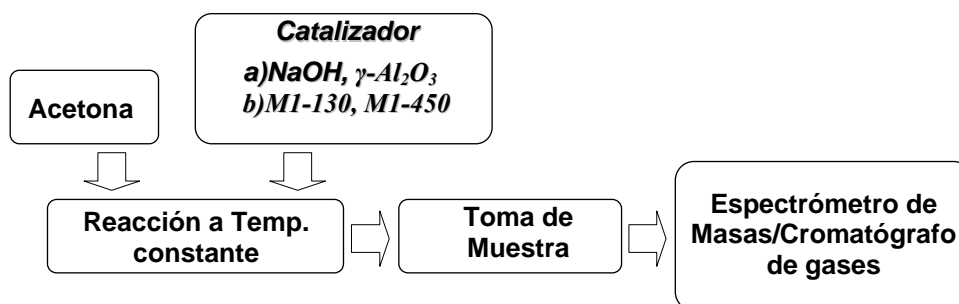 Catalizador
a)NaOH, γ-Al₂O₃
b)M1-130, M1-450
Acetona
Reacción a Temp.
constante
Toma de
Muestra
Espectrómetro de
Masas/Cromatógrafo
de gases